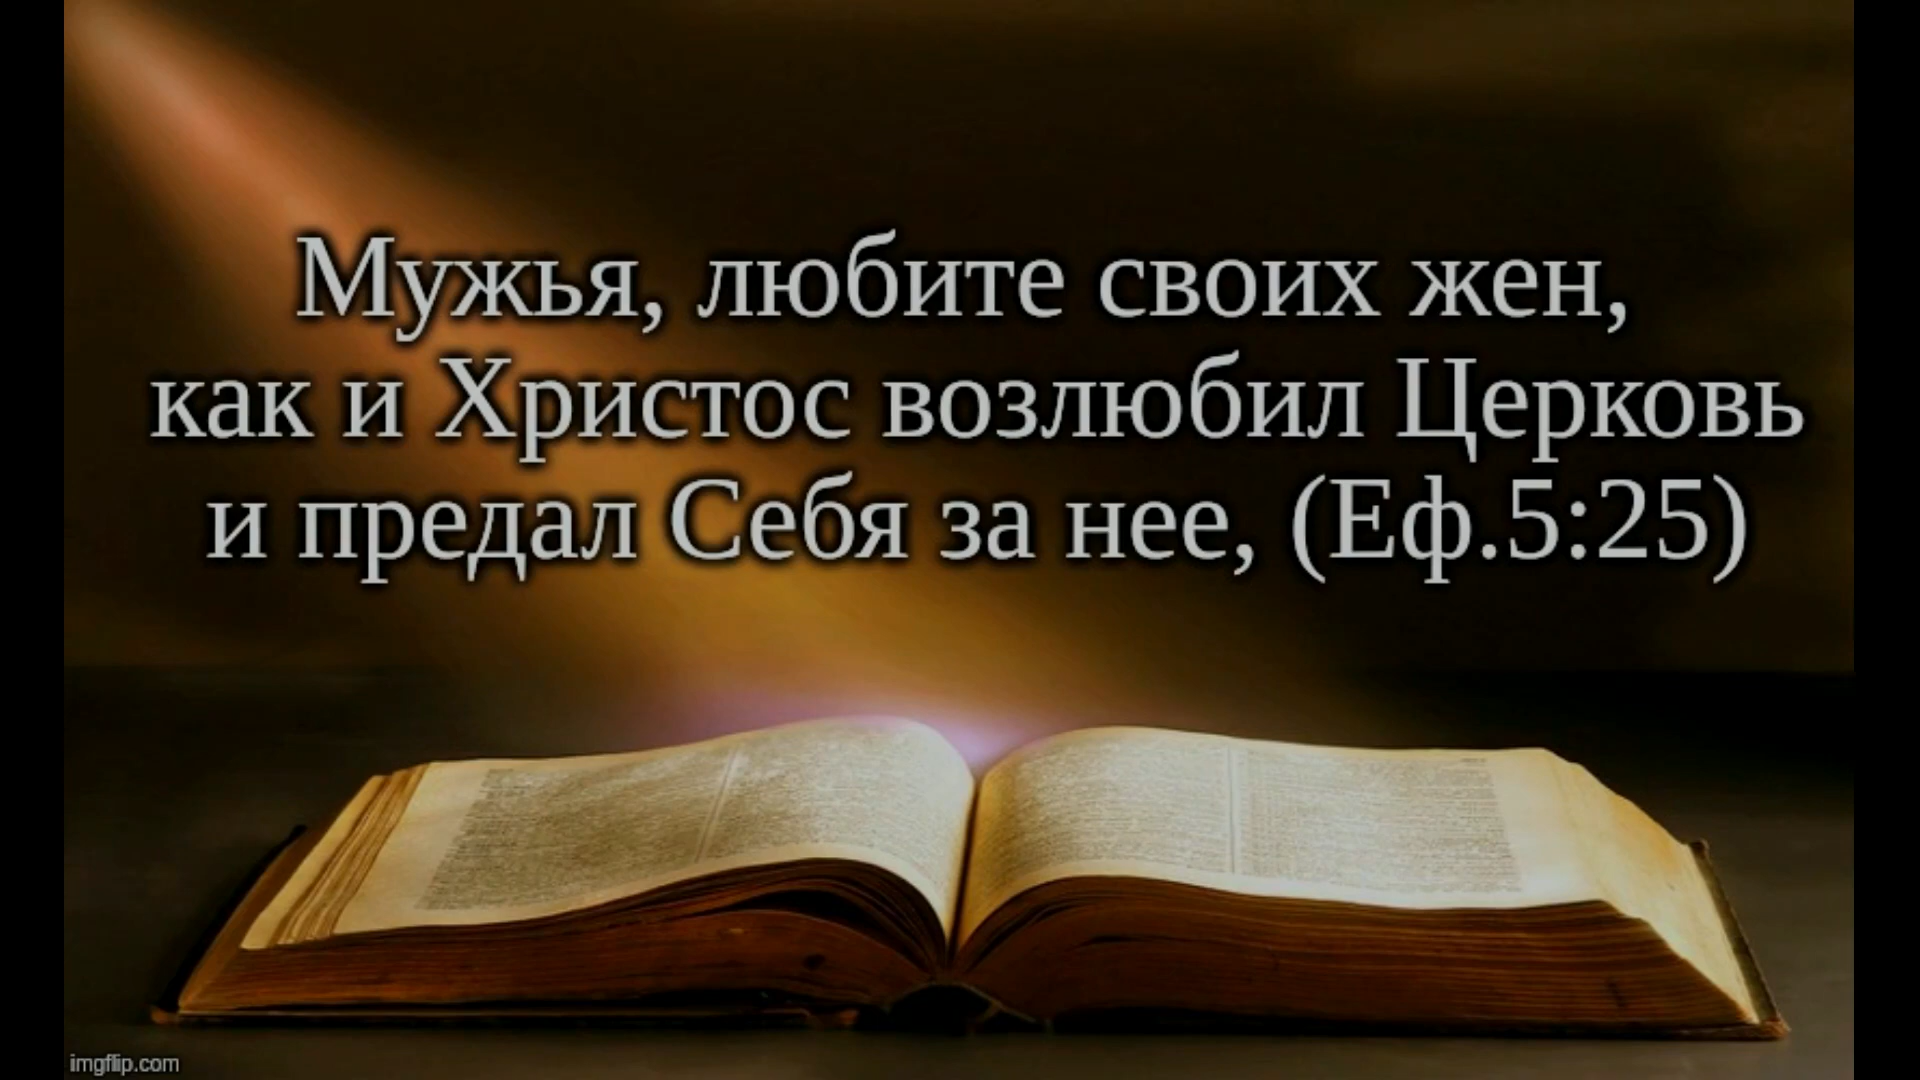 Мужья, любите своих жен,
как и Христос возлюбил Церковь
и предал Себя за нее, (Еф.5:25)
imgflip.com